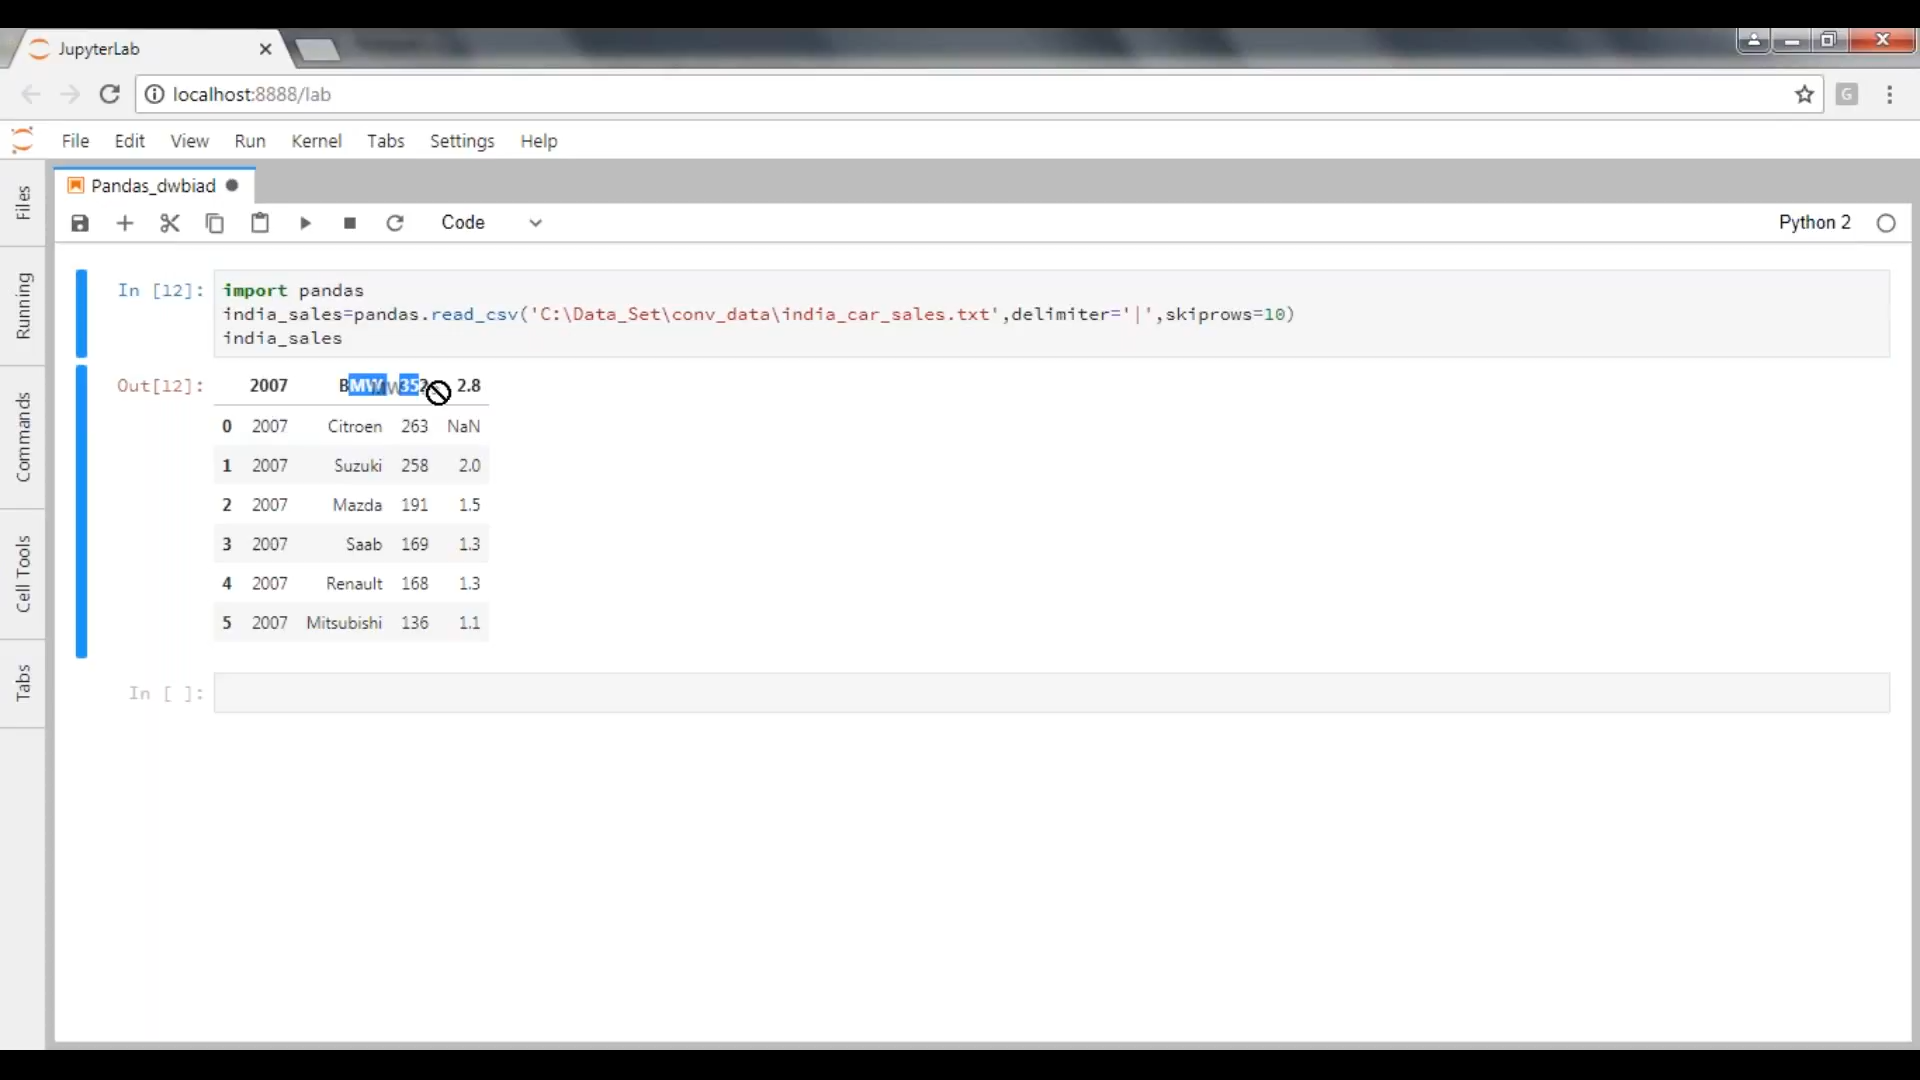 JupyterLab
localhost:8888/lab
G
File Edit View Run Kernel Tabs Settings Help
Pandas_dwbiad
Code
Python 2
Files
Running
Commands
Cell Tools
Tabs
In [12]:
import pandas
india_sales=pandas.read_csv('C:\Data_Set\conv_data\india_car_sales.txt',delimiter='|',skiprows=10)
india_sales
Out[12]:
2007 BMW 352 2.8
0 2007 Citroen 263 NaN
1 2007 Suzuki 258 2.0
2 2007 Mazda 191 1.5
3 2007 Saab 169 1.3
4 2007 Renault 168 1.3
5 2007 Mitsubishi 136 1.1
In [ ]: